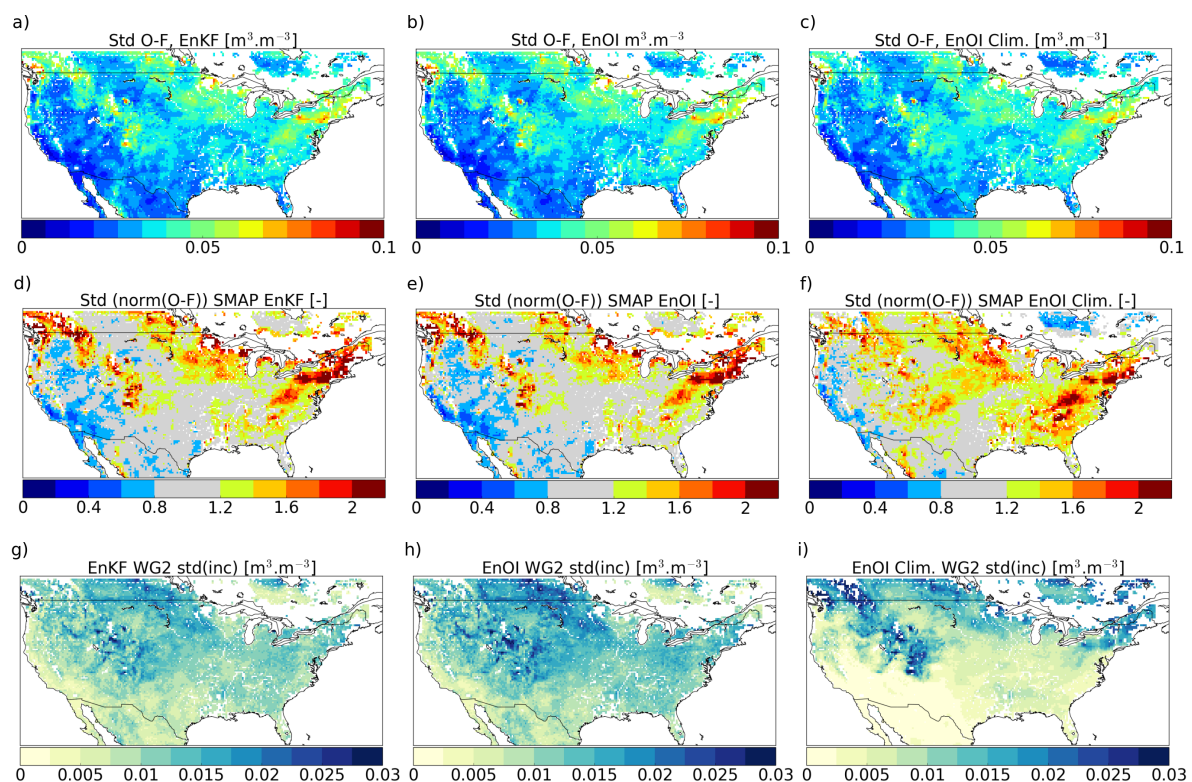 a) b) c)
Std O-F, EnKF [m³.m⁻³] Std O-F, EnOI m³.m⁻³] Std O-F, EnOI Clim. [m³.m⁻³]
0 0.05 0.1 0 0.05 0.1 0 0.05 0.1
d) e) f)
Std (norm(O-F)) SMAP EnKF [-] Std (norm(O-F)) SMAP EnOI [-] Std (norm(O-F)) SMAP EnOI Clim. [-]
0 0.4 0.8 1.2 1.6 2 0 0.4 0.8 1.2 1.6 2 0 0.4 0.8 1.2 1.6 2
g) h) i)
EnKF WG2 std(inc) [m³.m⁻³] EnOI WG2 std(inc) [m³.m⁻³] EnOI Clim. WG2 std(inc) [m³.m⁻³]
0 0.005 0.01 0.015 0.02 0.025 0.03 0 0.005 0.01 0.015 0.02 0.025 0.03 0 0.005 0.01 0.015 0.02 0.025 0.03